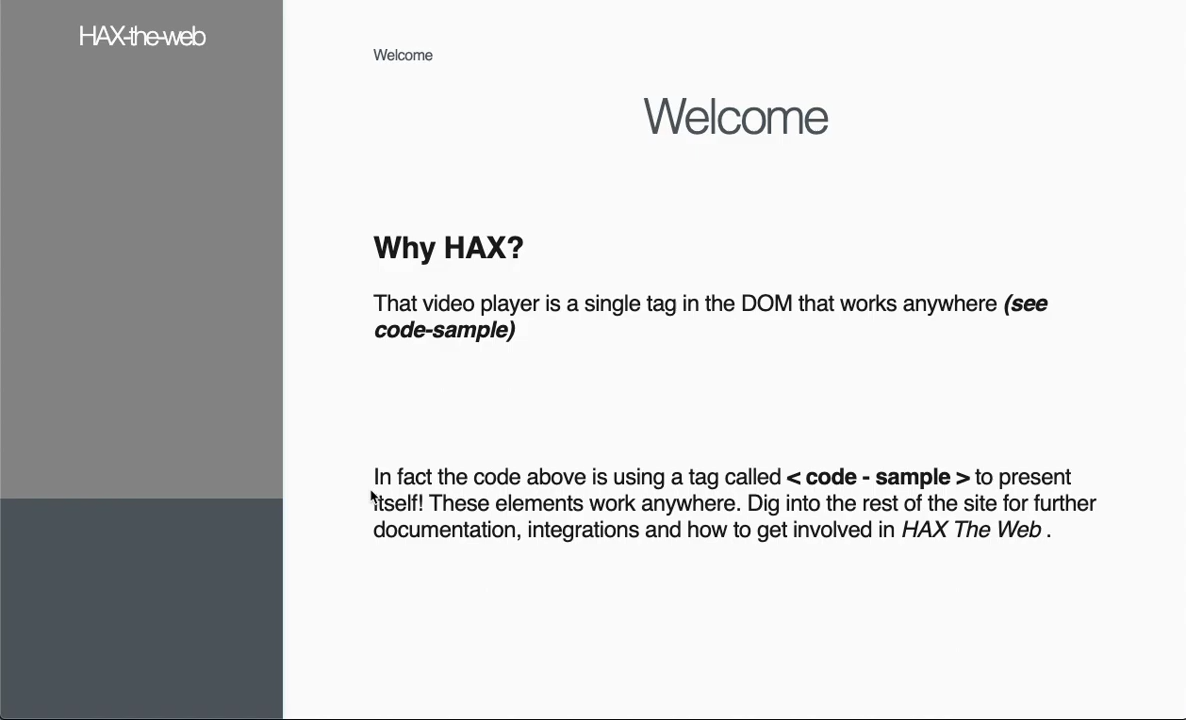 HAX-the-web
Welcome
Welcome
Why HAX?
That video player is a single tag in the DOM that works anywhere (see
code-sample)
In fact the code above is using a tag called < code - sample > to present
itself! These elements work anywhere. Dig into the rest of the site for further
documentation, integrations and how to get involved in HAX The Web .